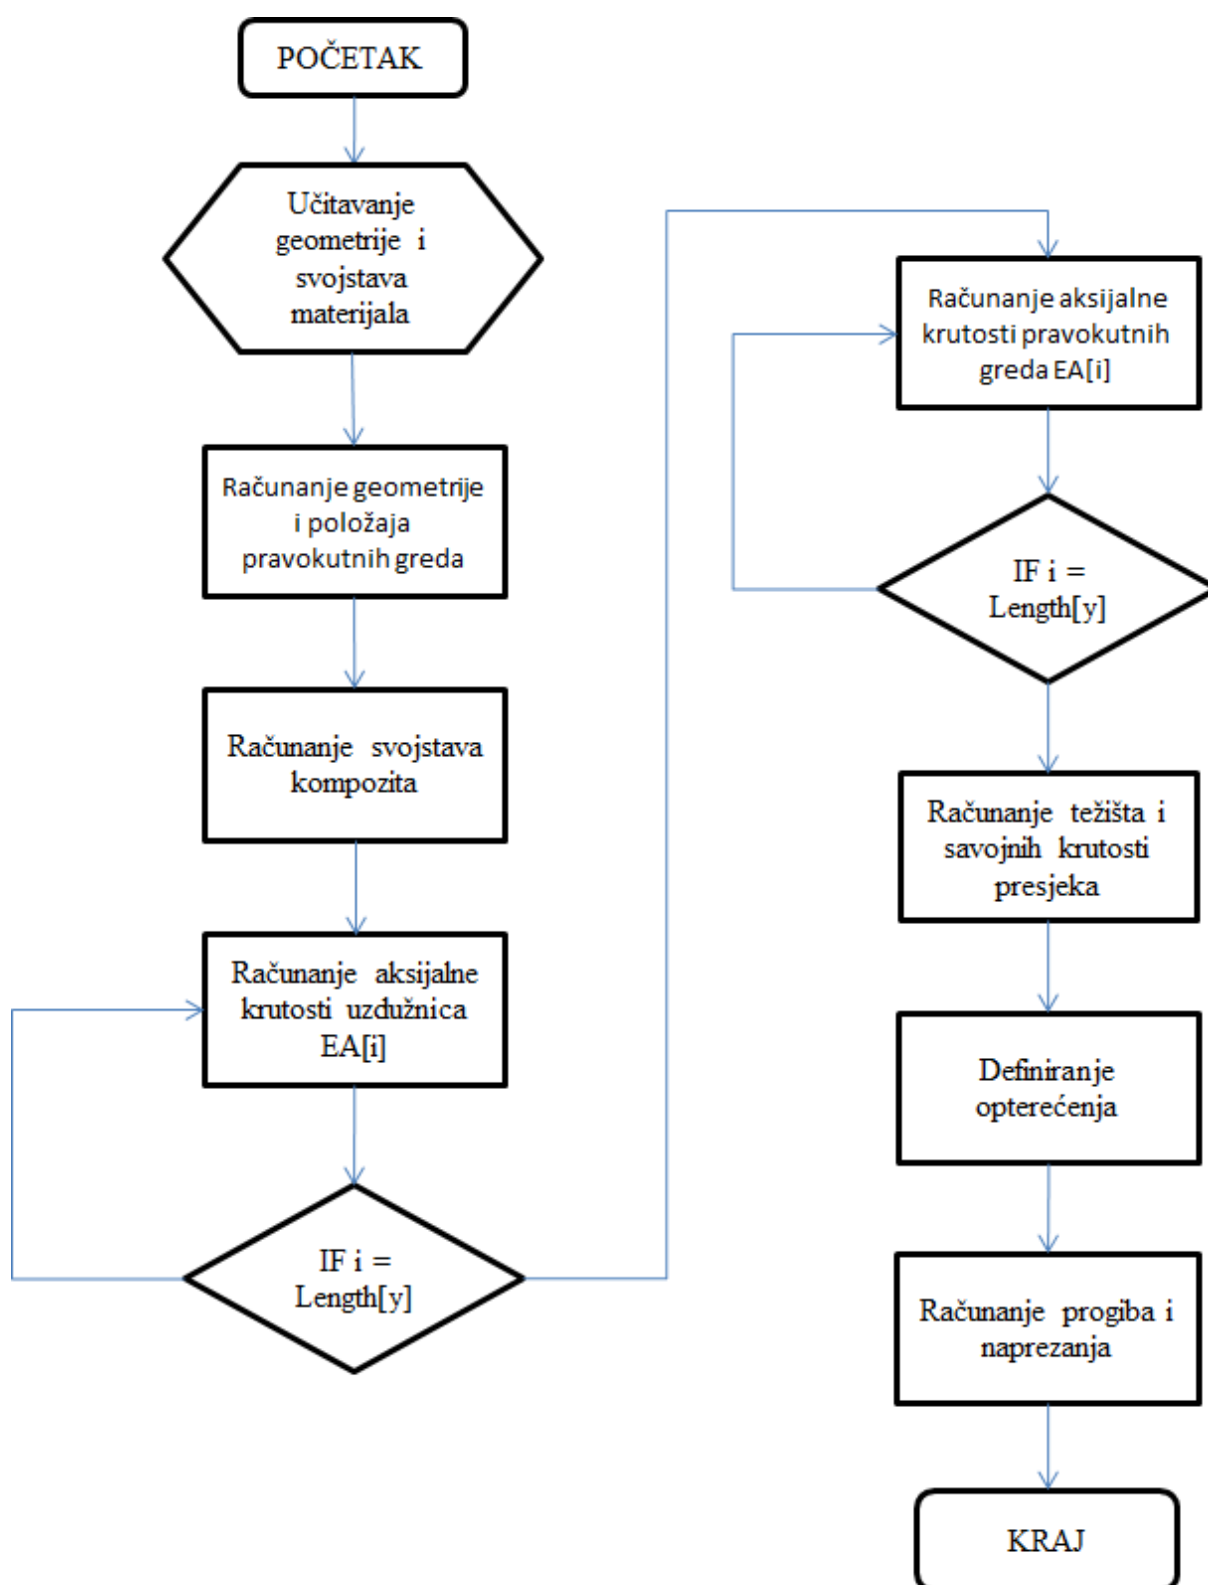 POČETAK
Učitavanje
geometrije i
svojstava
materijala
Računanje geometrije
i položaja
pravokutnih greda
Računanje svojstava
kompozita
Računanje aksijalne
krutosti uzdužnica
EA[i]
IF i =
Length[y]
Računanje aksijalne
krutosti pravokutnih
greda EA[i]
IF i =
Length[y]
Računanje težišta i
savojnih krutosti
presjeka
Definiranje
opterećenja
Računanje progiba i
naprezanja
KRAJ